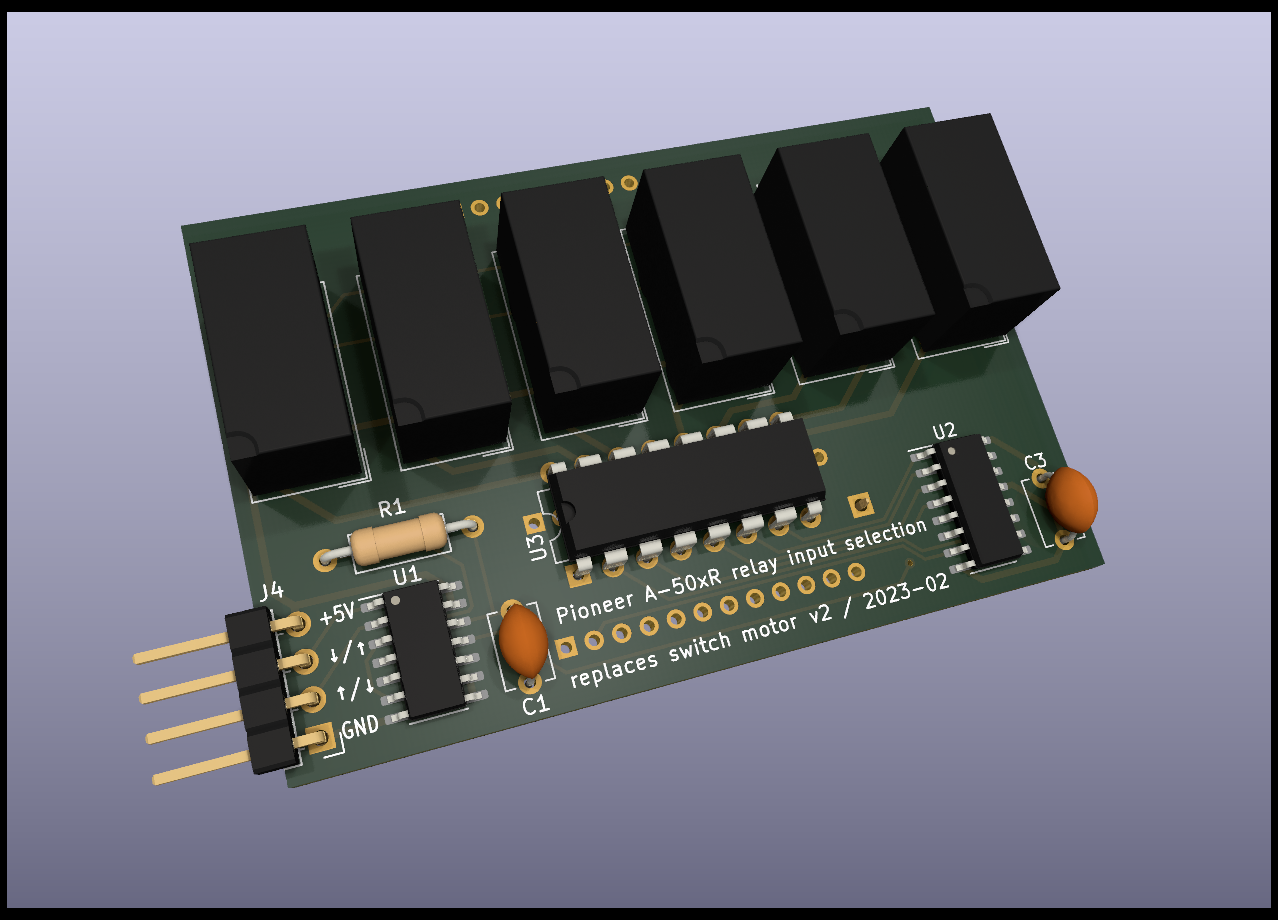 R1
U2
C3
U3
U1
J4
+5V
↓/↑
↑/↓
GND
C1
Pioneer A-50xR relay input selection
replaces switch motor v2 / 2023-02